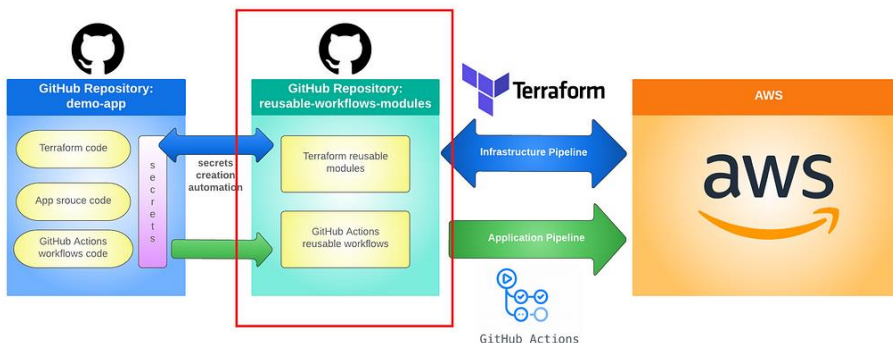 GitHub Repository:
demo-app
Terraform code
App srouce code
GitHub Actions
workflows code
secrets
secrets
creation
automation
GitHub Repository:
reusable-workflows-modules
Terraform reusable
modules
GitHub Actions
reusable workflows
Terraform
Infrastructure Pipeline
Application Pipeline
GitHub Actions
AWS
aws